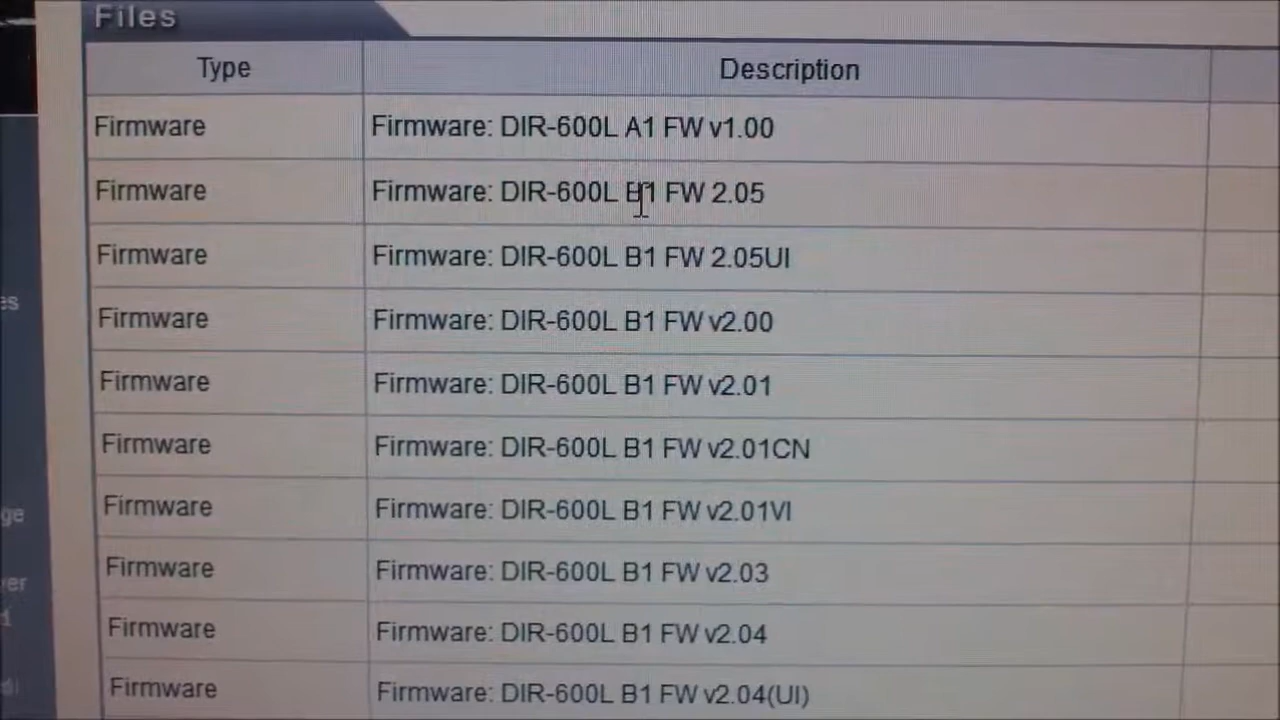 Files
Type Description
Firmware Firmware: DIR-600L A1 FW v1.00
Firmware Firmware: DIR-600L B1 FW 2.05
Firmware Firmware: DIR-600L B1 FW 2.05UI
Firmware Firmware: DIR-600L B1 FW v2.00
Firmware Firmware: DIR-600L B1 FW v2.01
Firmware Firmware: DIR-600L B1 FW v2.01CN
Firmware Firmware: DIR-600L B1 FW v2.01VI
Firmware Firmware: DIR-600L B1 FW v2.03
Firmware Firmware: DIR-600L B1 FW v2.04
Firmware Firmware: DIR-600L B1 FW v2.04(UI)